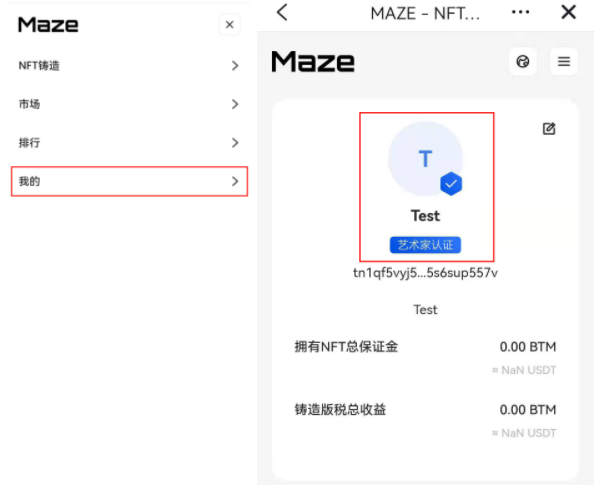 Maze
NFT铸造
市场
排行
我的
MAZE - NFT...
Maze
T
Test
艺术家认证
tn1qf5vyj5...5s6sup557v
Test
拥有NFT总保证金 0.00 BTM
≈ NaN USDT
铸造版税总收益 0.00 BTM
≈ NaN USDT